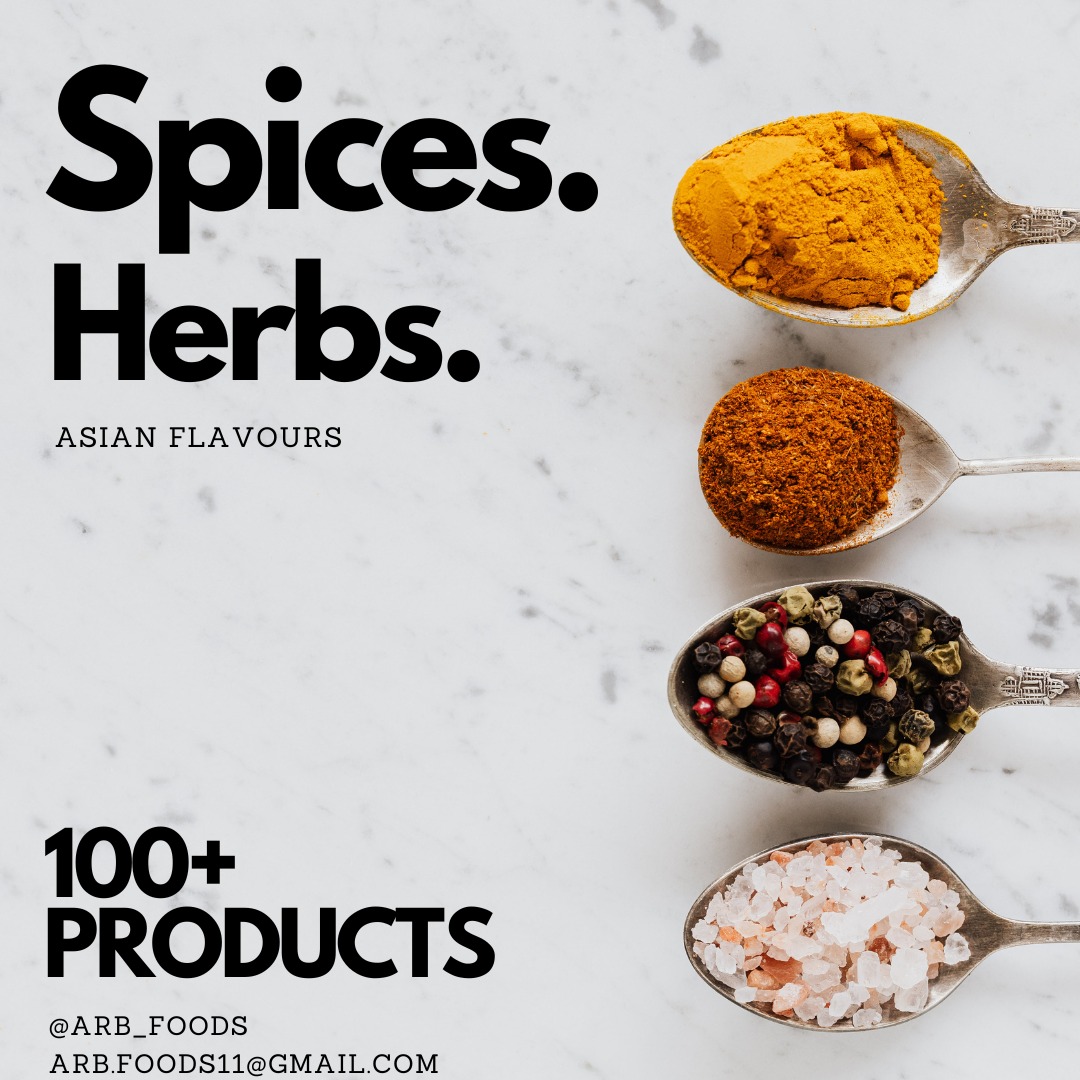 Spices.
Herbs.
ASIAN FLAVOURS
100+
PRODUCTS
@ARB_FOODS
ARB.FOODS11@GMAIL.COM